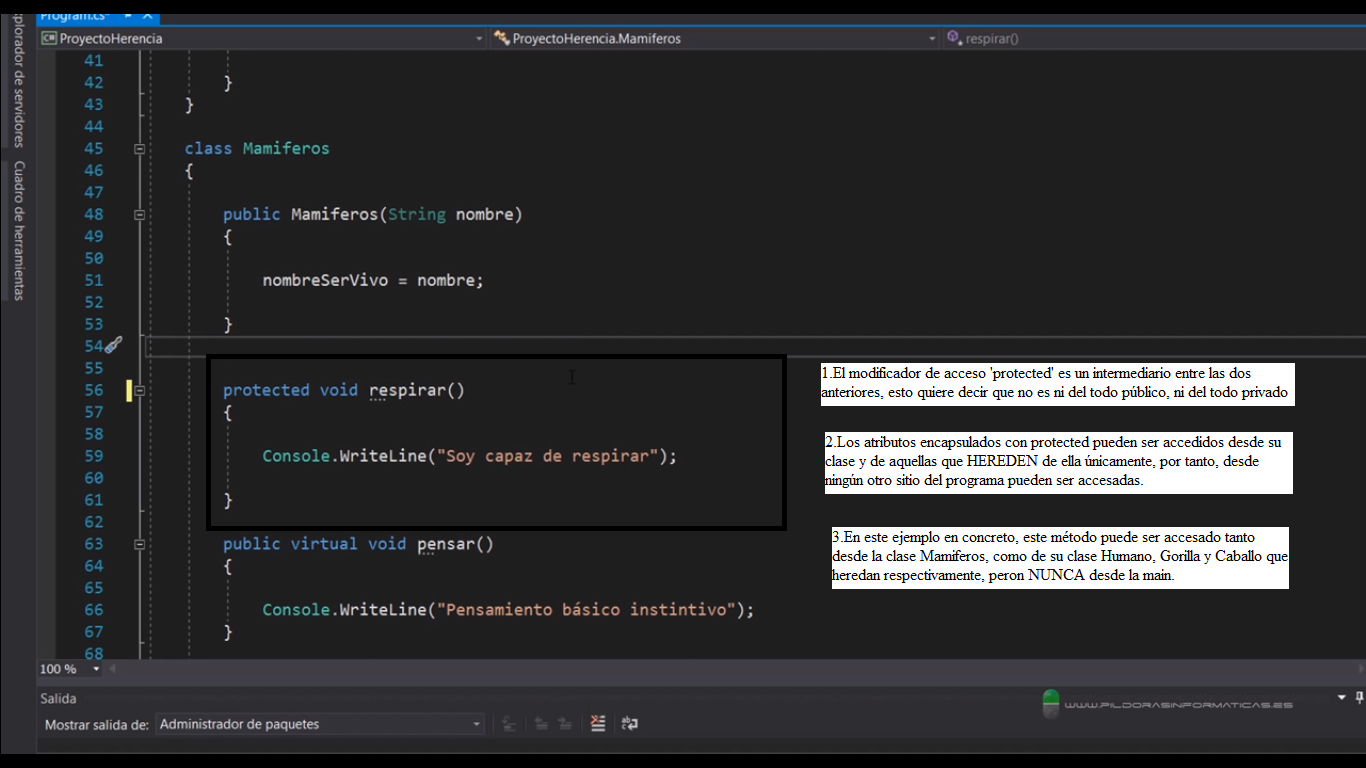 Program.cs*
ProyectoHerencia
ProyectoHerencia.Mamiferos
respirar()
Explorador de servidores
Cuadro de herramientas
41
42 }
43 }
44
45 class Mamiferos
46 {
47
48 public Mamiferos(String nombre)
49 {
50
51 nombreSerVivo = nombre;
52
53 }
54
55
56 protected void respirar()
57 {
58
59 Console.WriteLine("Soy capaz de respirar");
60
61 }
62
63 public virtual void pensar()
64 {
65
66 Console.WriteLine("Pensamiento básico instintivo");
67 }
68
1.El modificador de acceso 'protected' es un intermediario entre las dos
anteriores, esto quiere decir que no es ni del todo público, ni del todo privado
2.Los atributos encapsulados con protected pueden ser accedidos desde su
clase y de aquellas que HEREDEN de ella únicamente, por tanto, desde
ningún otro sitio del programa pueden ser accesadas.
3.En este ejemplo en concreto, este método puede ser accesado tanto
desde la clase Mamiferos, como de su clase Humano, Gorilla y Caballo que
heredan respectivamente, peron NUNCA desde la main.
100 %
Salida
Mostrar salida de: Administrador de paquetes
WWW.PILDORASINFORMATICAS.ES